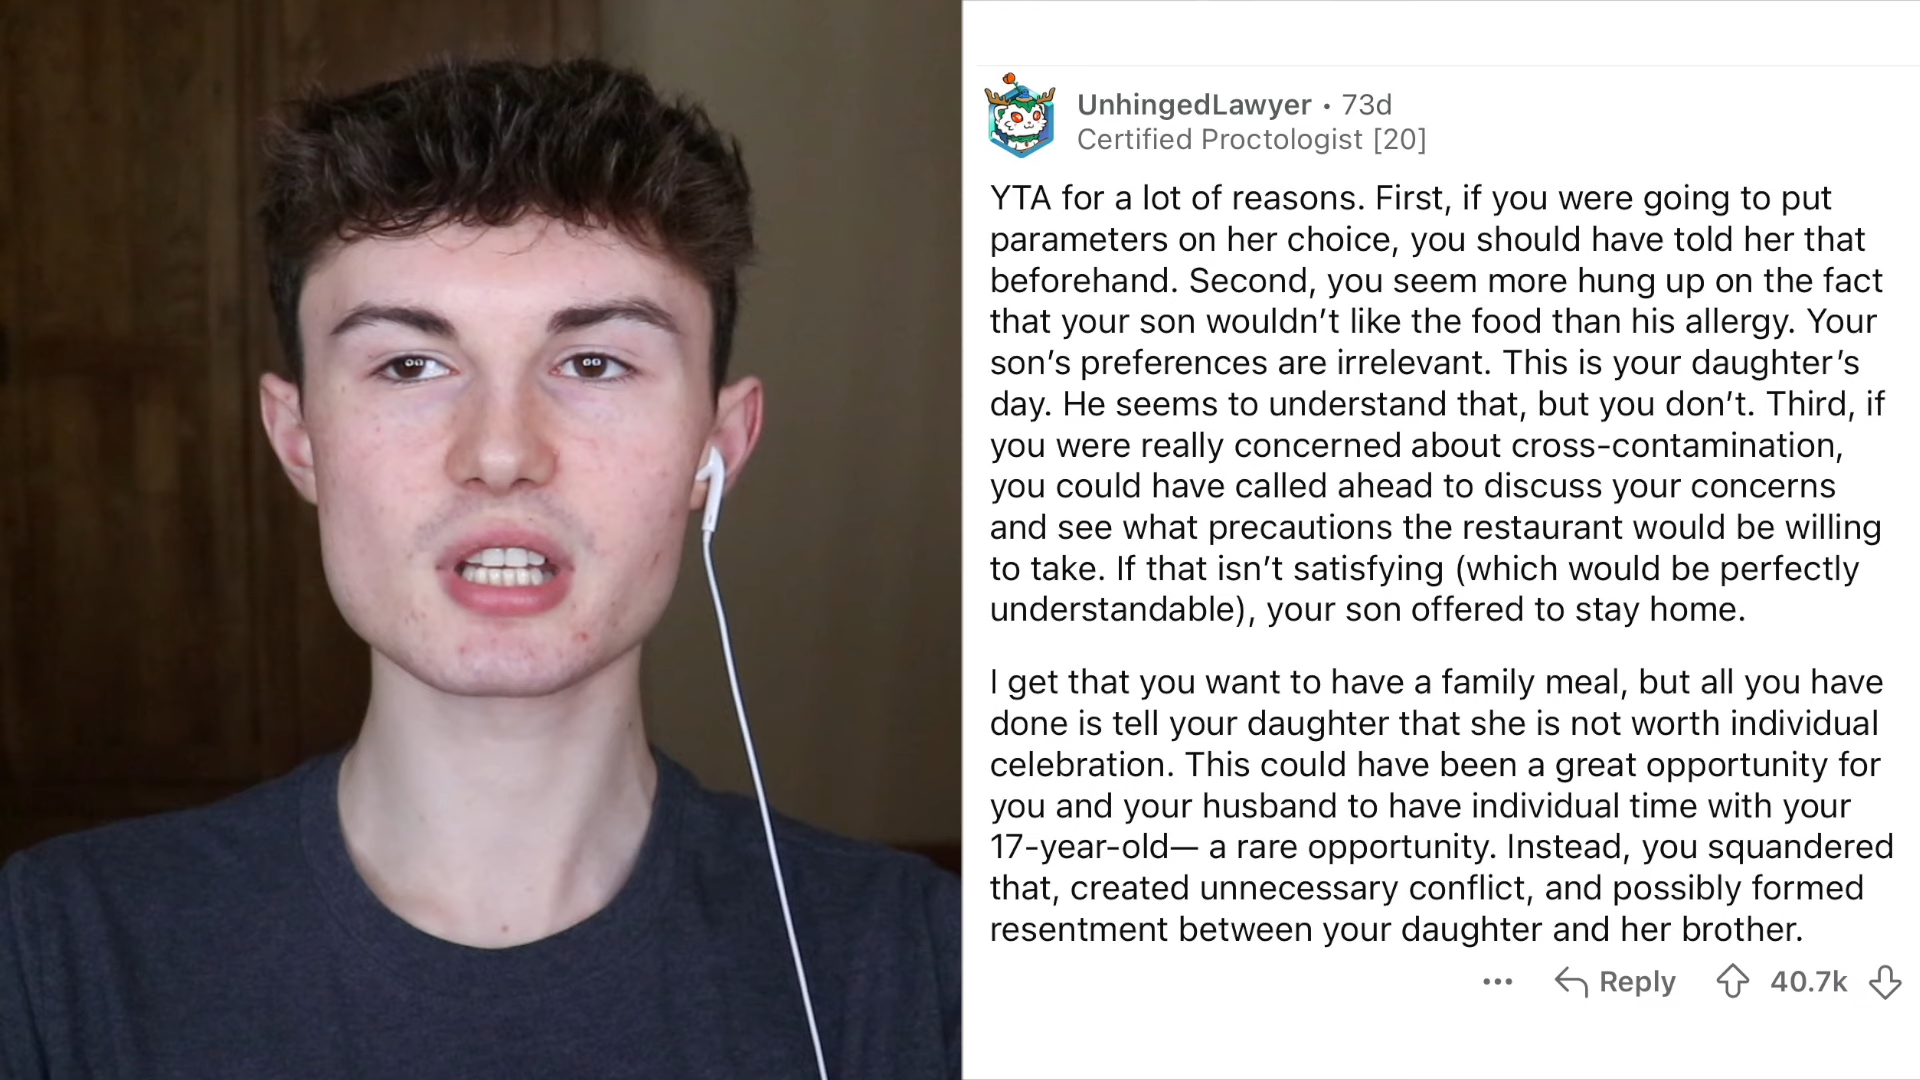 UnhingedLawyer • 73d
Certified Proctologist [20]
YTA for a lot of reasons. First, if you were going to put
parameters on her choice, you should have told her that
beforehand. Second, you seem more hung up on the fact
that your son wouldn’t like the food than his allergy. Your
son’s preferences are irrelevant. This is your daughter’s
day. He seems to understand that, but you don’t. Third, if
you were really concerned about cross-contamination,
you could have called ahead to discuss your concerns
and see what precautions the restaurant would be willing
to take. If that isn’t satisfying (which would be perfectly
understandable), your son offered to stay home.
I get that you want to have a family meal, but all you have
done is tell your daughter that she is not worth individual
celebration. This could have been a great opportunity for
you and your husband to have individual time with your
17-year-old— a rare opportunity. Instead, you squandered
that, created unnecessary conflict, and possibly formed
resentment between your daughter and her brother.
Reply 40.7k